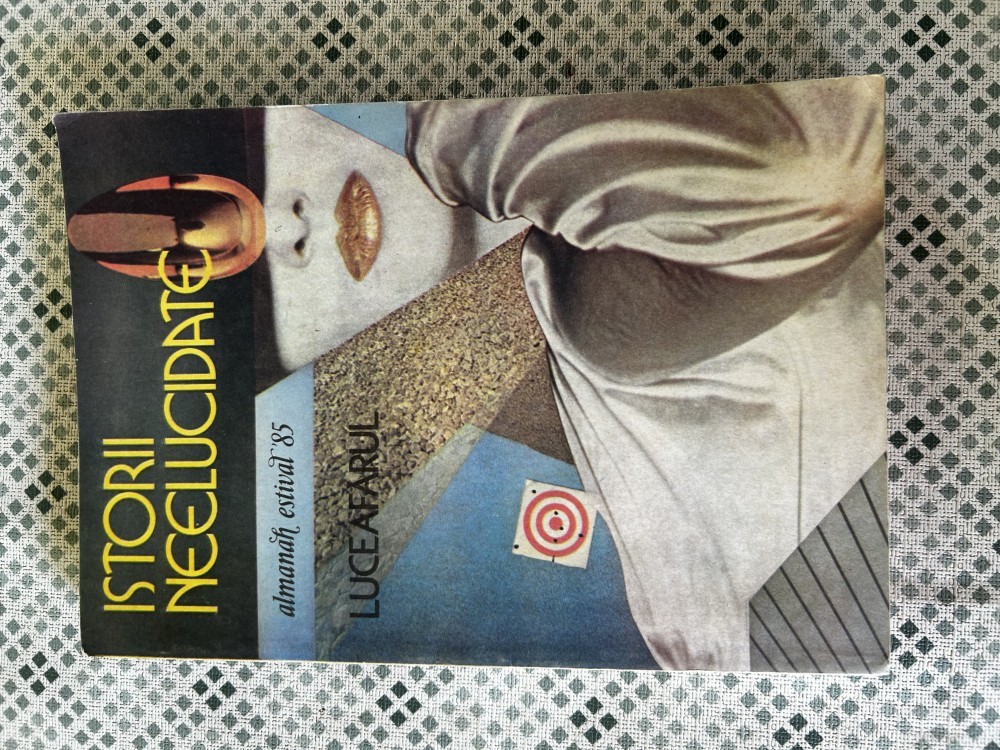 ISTORII
NEELUCIDATE
almanah estival '85
LUCEAFĂRUL